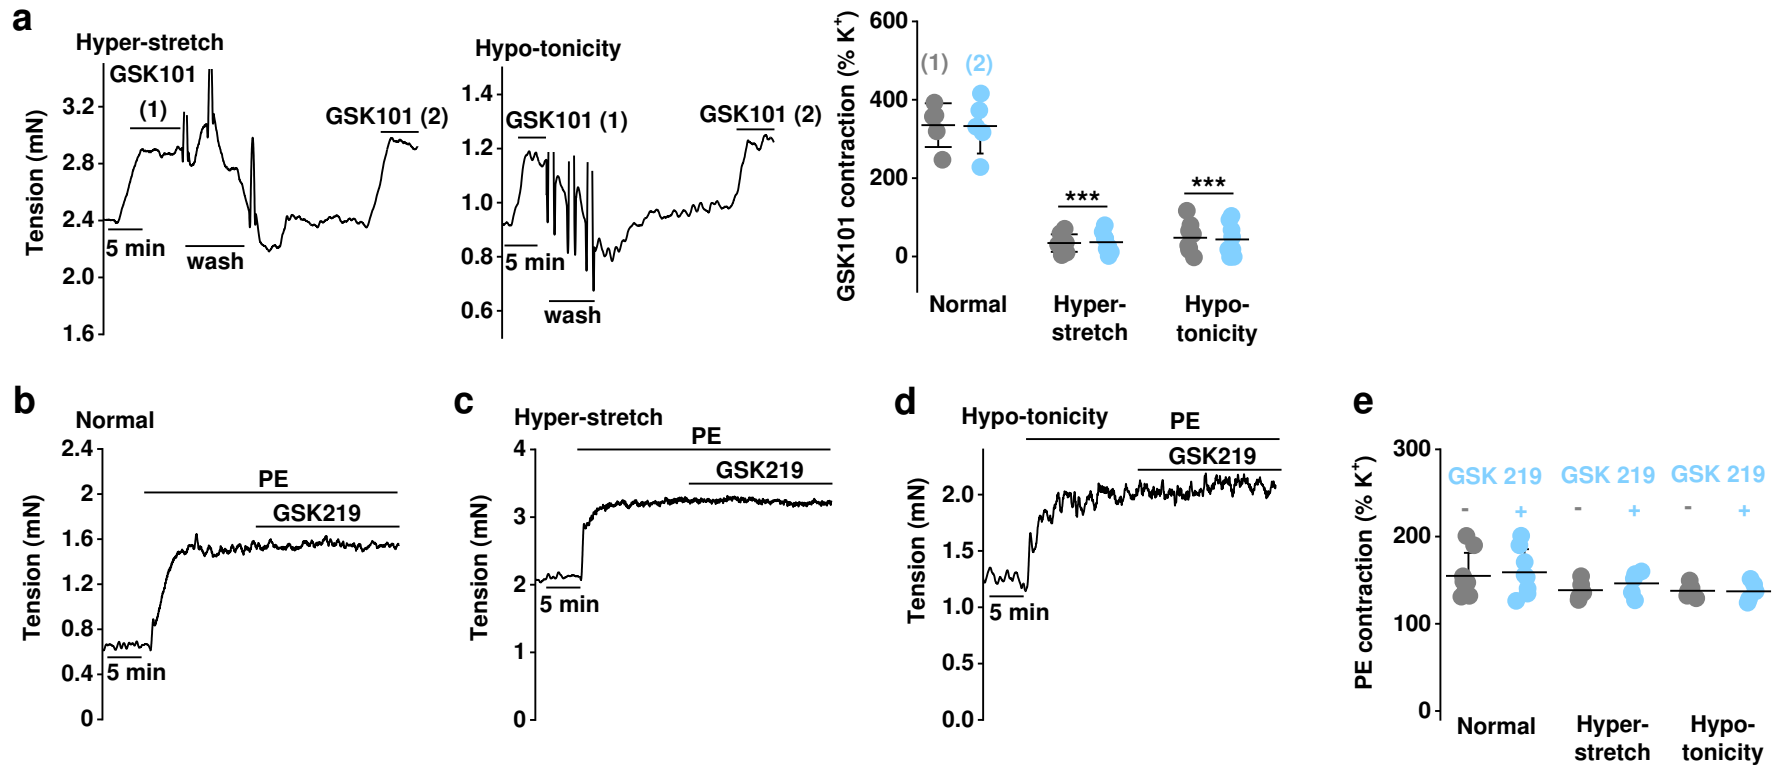 a
Hyper-stretch
GSK101
(1)
GSK101 (2)
Tension (mN)
3.2
2.8
2.4
2.0
1.6
5 min
wash
Hypo-tonicity
GSK101 (1)
GSK101 (2)
1.4
1.2
1.0
0.8
0.6
5 min
wash
GSK101 contraction (% K+)
600
400
200
0
(1) (2)
***
***
Normal
Hyper-
stretch
Hypo-
tonicity
b
Normal
PE
GSK219
Tension (mN)
2.4
2
1.6
1.2
0.8
0.4
0
5 min
c
Hyper-stretch
PE
GSK219
Tension (mN)
4
3
2
1
0
5 min
d
Hypo-tonicity
PE
GSK219
Tension (mN)
2.0
1.5
1.0
0.5
0.0
5 min
e
PE contraction (% K+)
300
200
100
0
GSK 219 GSK 219 GSK 219
- + - + - +
Normal
Hyper-
stretch
Hypo-
tonicity